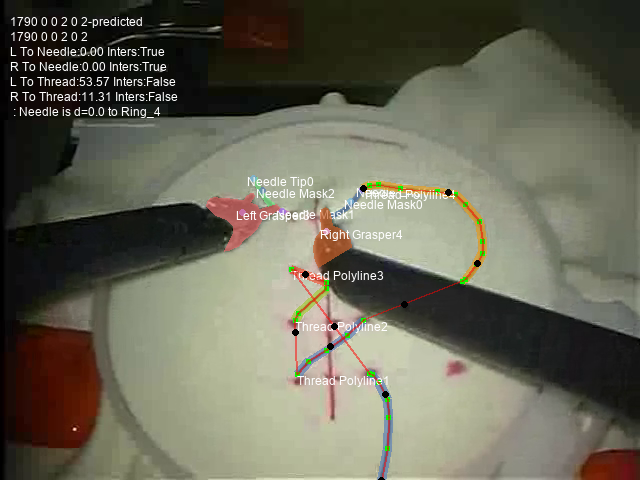 1790 0 0 2 0 2-predicted
1790 0 0 2 0 2
L To Needle:0.00 Inters:True
R To Needle:0.00 Inters:True
L To Thread:53.57 Inters:False
R To Thread:11.31 Inters:False
: Needle is d=0.0 to Ring_4
Needle Tip0
Needle Mask2
Thread Polyline4
Needle Mask0
Left Grasper3
Right Grasper4
Thread Polyline3
Thread Polyline2
Thread Polyline1